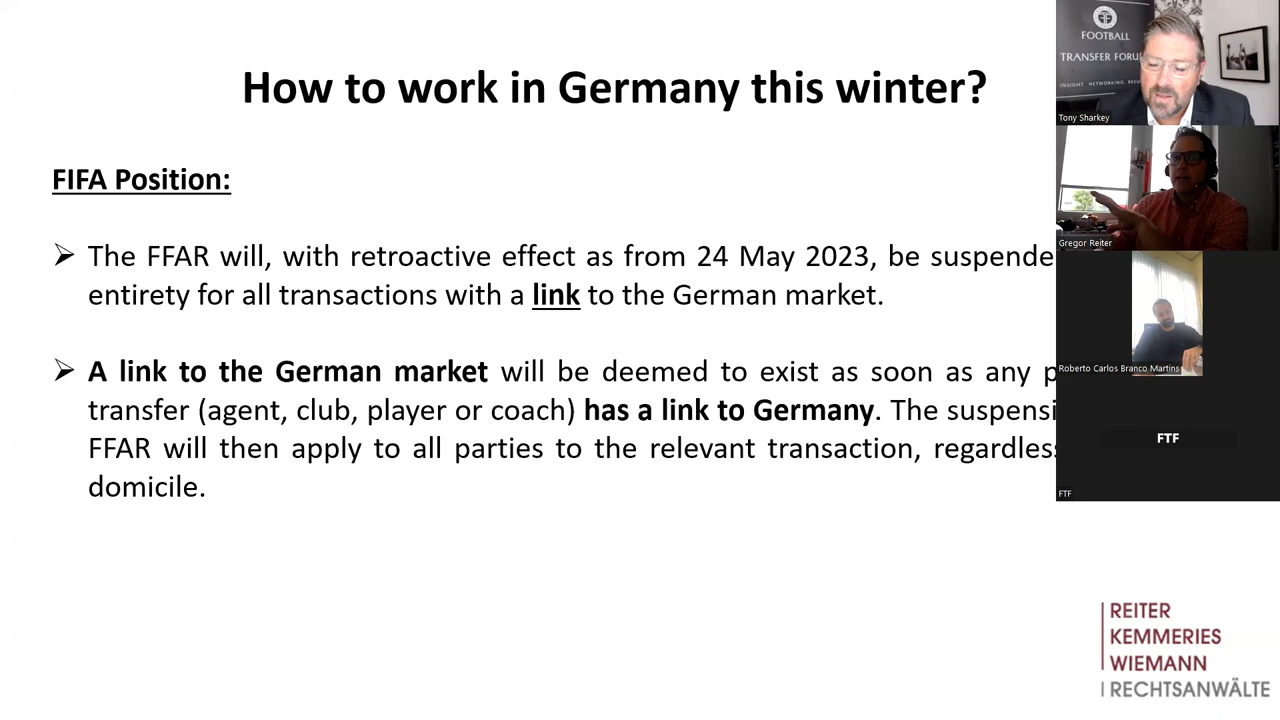 How to work in Germany this winter?
FIFA Position:
The FFAR will, with retroactive effect as from 24 May 2023, be suspende
entirety for all transactions with a link to the German market.
A link to the German market will be deemed to exist as soon as any p
transfer (agent, club, player or coach) has a link to Germany. The suspensi
FFAR will then apply to all parties to the relevant transaction, regardless
domicile.
FOOTBALL
TRANSFER FORU
INSIGHT. NETWORKING. RESU
Tony Sharkey
Gregor Reiter
Roberto Carlos Branco Martins
FTF
FTF
REITER
KEMMERIES
WIEMANN
RECHTSANWÄLTE